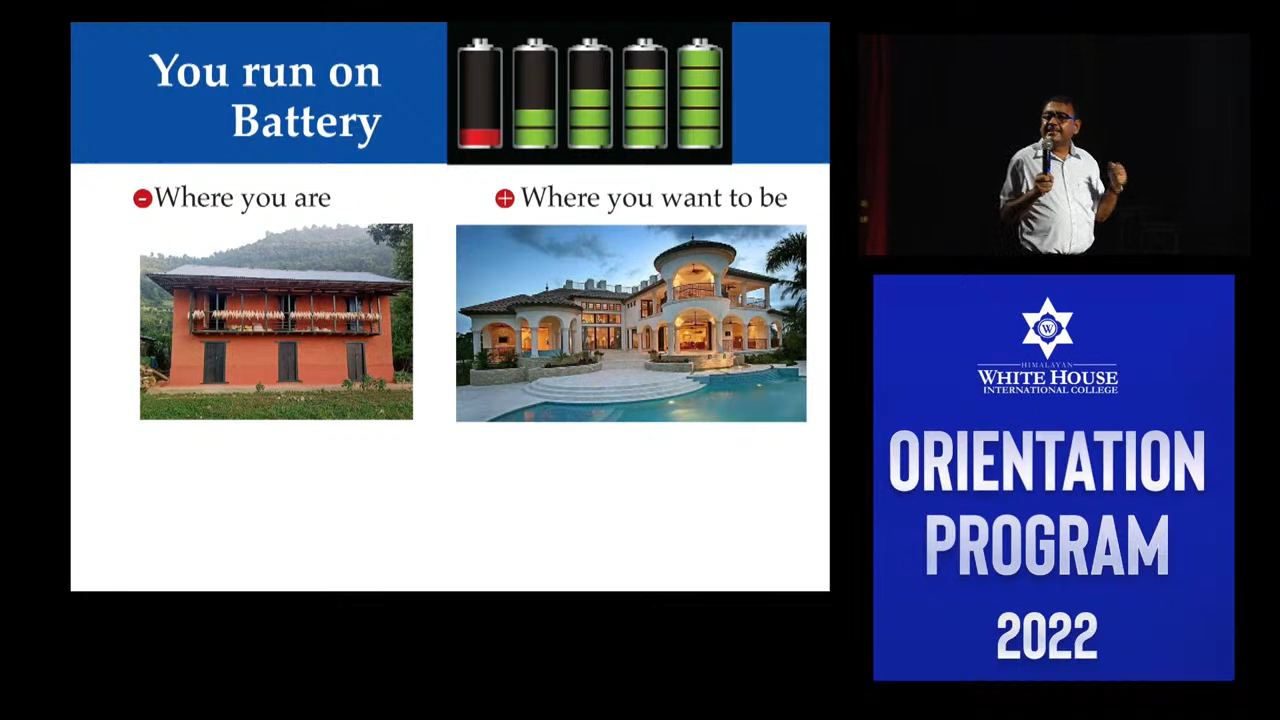 You run on
Battery
- Where you are
+ Where you want to be
W
HIMALAYAN
WHITE HOUSE
INTERNATIONAL COLLEGE
ORIENTATION
PROGRAM
2022